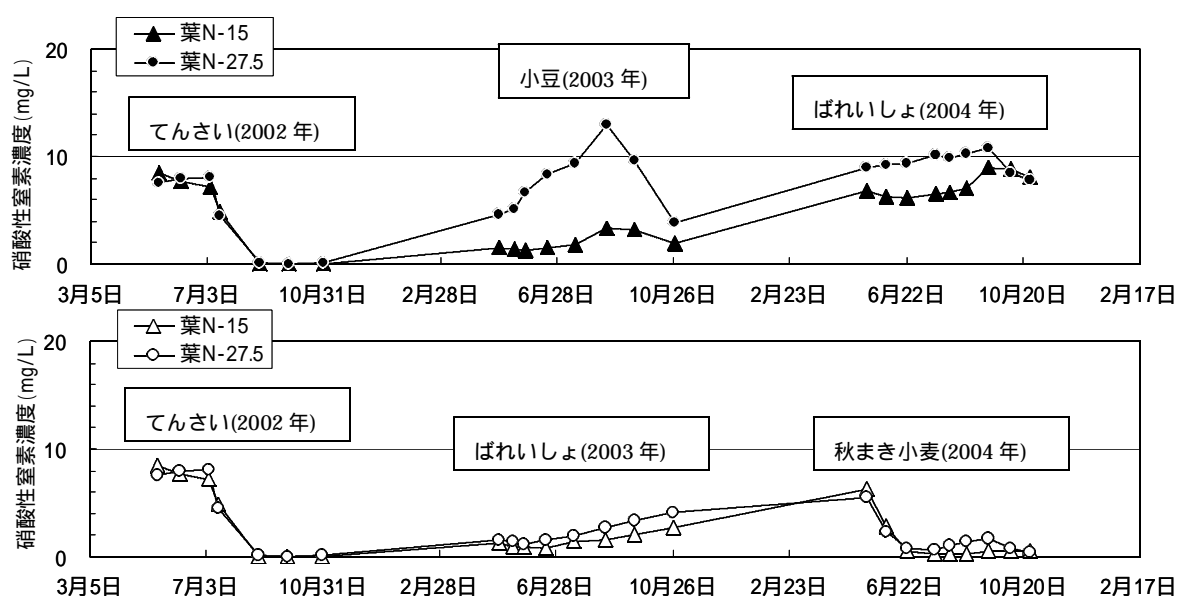 葉N-15
葉N-27.5
20
10
0
硝酸性窒素濃度(mg/L)
てんさい(2002 年)
小豆(2003 年)
ばれいしょ(2004 年)
3月5日 7月3日 10月31日 2月28日 6月28日 10月26日 2月23日 6月22日 10月20日 2月17日
葉N-15
葉N-27.5
20
10
0
硝酸性窒素濃度(mg/L)
てんさい(2002 年)
ばれいしょ(2003 年)
秋まき小麦(2004 年)
3月5日 7月3日 10月31日 2月28日 6月28日 10月26日 2月23日 6月22日 10月20日 2月17日